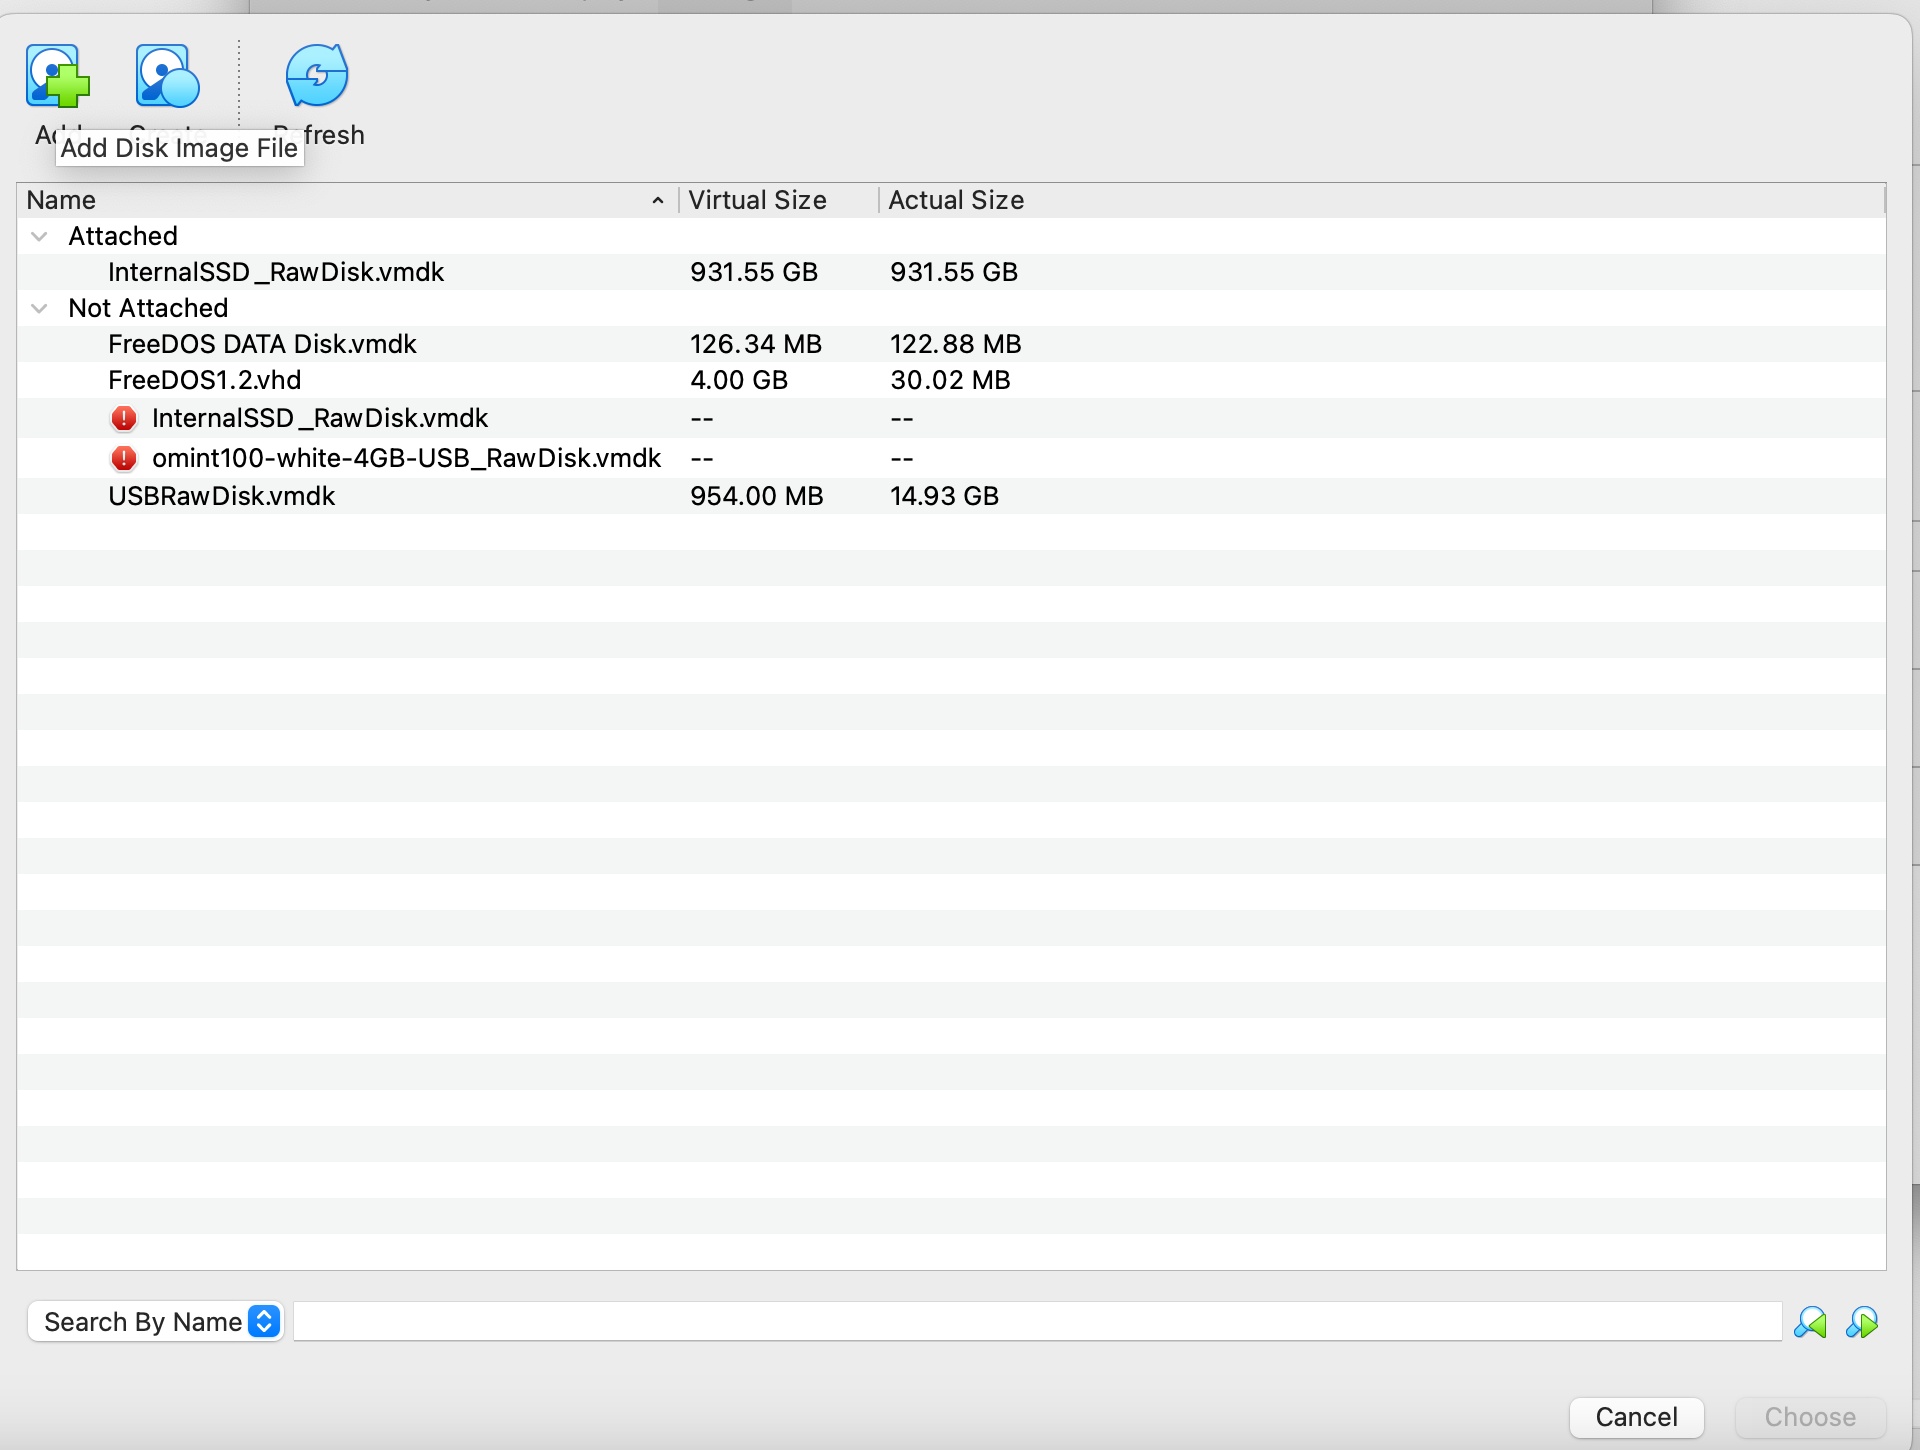 Refresh
Add Disk Image File
Name Virtual Size Actual Size
Attached
InternalSSD_RawDisk.vmdk 931.55 GB 931.55 GB
Not Attached
FreeDOS DATA Disk.vmdk 126.34 MB 122.88 MB
FreeDOS1.2.vhd 4.00 GB 30.02 MB
InternalSSD_RawDisk.vmdk -- --
omint100-white-4GB-USB_RawDisk.vmdk -- --
USBRawDisk.vmdk 954.00 MB 14.93 GB
Search By Name
Cancel Choose